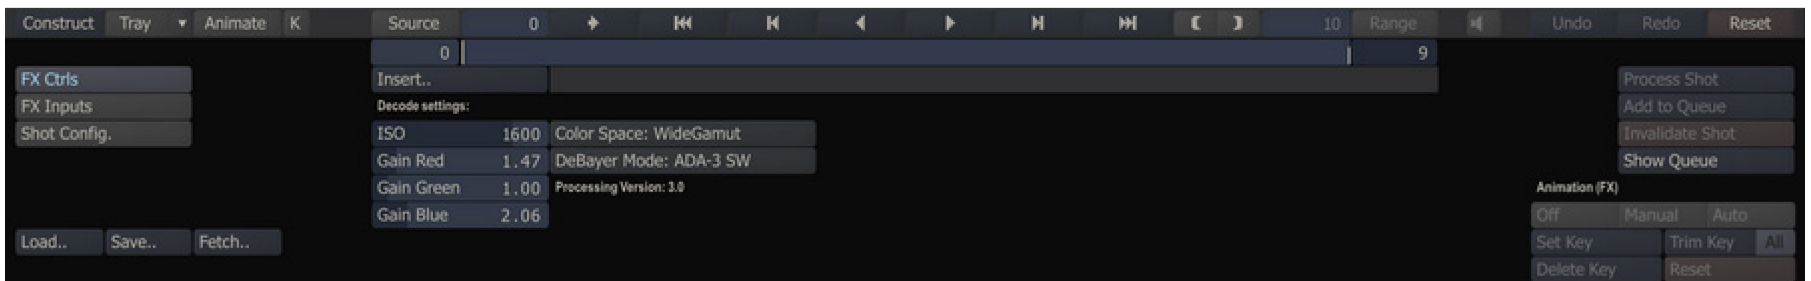 Construct Tray Animate K Source 0 10 Range Undo Redo Reset
0 9
FX Ctrls Insert.. Process Shot
FX Inputs Decode settings: Add to Queue
Shot Config. ISO 1600 Color Space: WideGamut Invalidate Shot
Gain Red 1.47 DeBayer Mode: ADA-3 SW Show Queue
Gain Green 1.00 Processing Version: 3.0 Animation (FX)
Gain Blue 2.06 Off Manual Auto
Load.. Save.. Fetch.. Set Key Trim Key All
Delete Key Reset